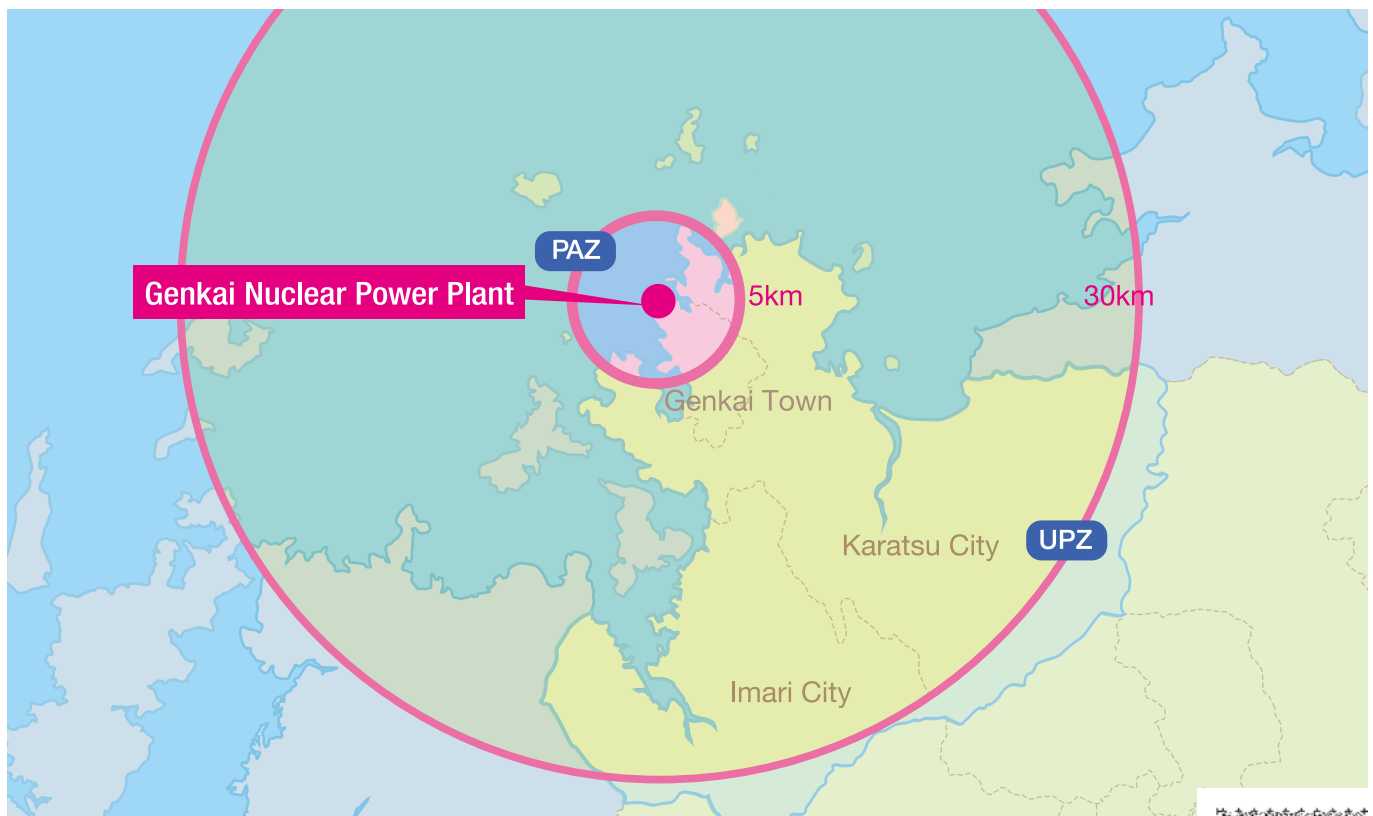 PAZ
Genkai Nuclear Power Plant
5km
30km
Genkai Town
Karatsu City
UPZ
Imari City